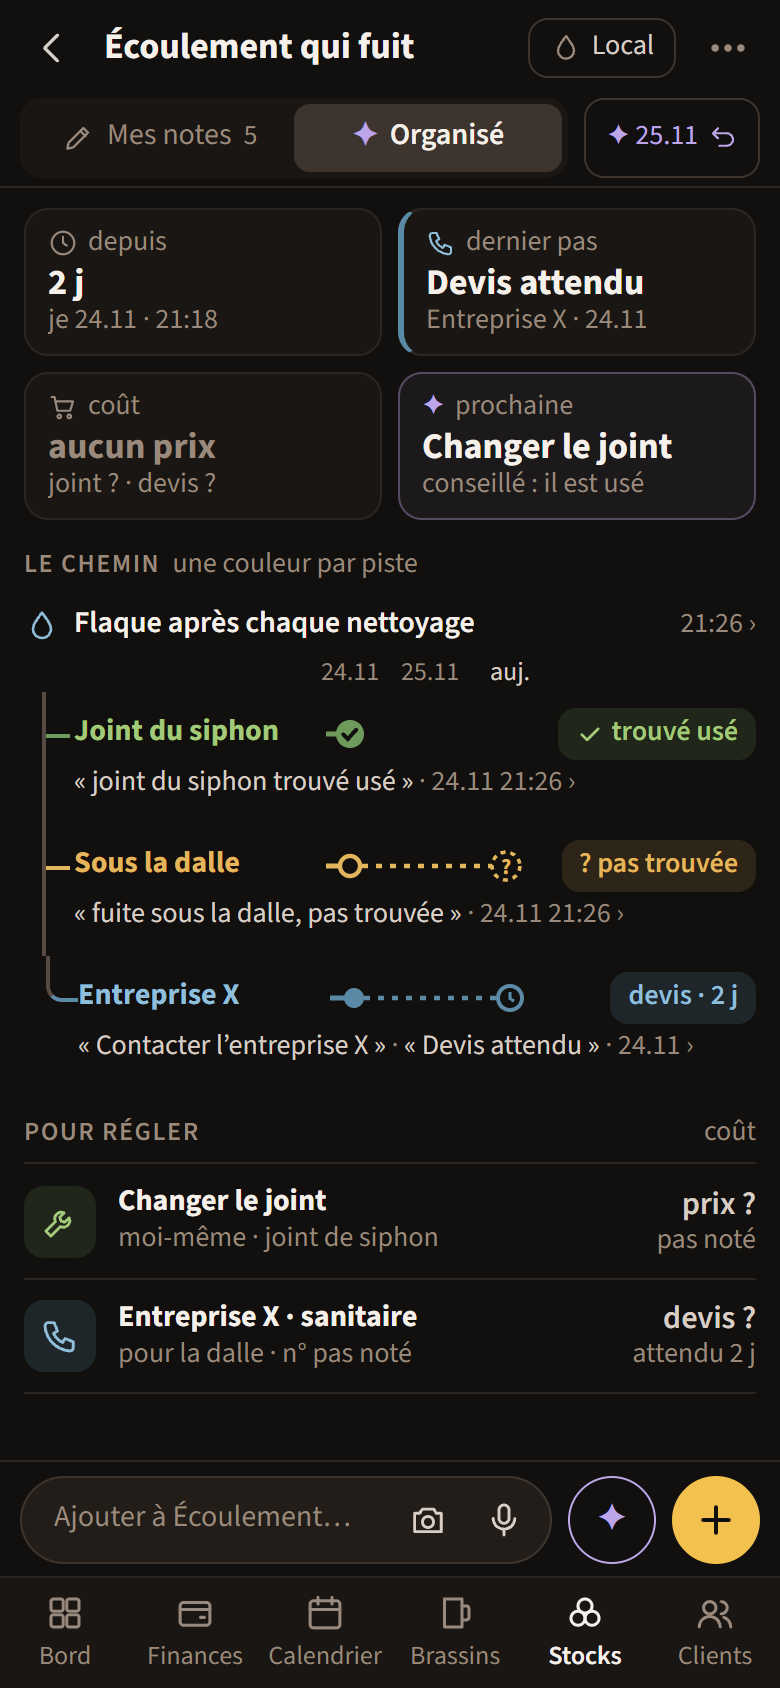 Écoulement qui fuit
Local
Mes notes 5
Organisé
25.11
depuis
2 j
je 24.11 · 21:18
dernier pas
Devis attendu
Entreprise X · 24.11
coût
aucun prix
joint ? · devis ?
prochaine
Changer le joint
conseillé : il est usé
LE CHEMIN une couleur par piste
Flaque après chaque nettoyage
21:26 ›
24.11 25.11 auj.
Joint du siphon
trouvé usé
« joint du siphon trouvé usé » · 24.11 21:26 ›
Sous la dalle
?
? pas trouvée
« fuite sous la dalle, pas trouvée » · 24.11 21:26 ›
Entreprise X
devis · 2 j
« Contacter l’entreprise X » · « Devis attendu » · 24.11 ›
POUR RÉGLER
coût
Changer le joint
prix ?
moi-même · joint de siphon
pas noté
Entreprise X · sanitaire
devis ?
pour la dalle · n° pas noté
attendu 2 j
Ajouter à Écoulement…
Bord
Finances
Calendrier
Brassins
Stocks
Clients